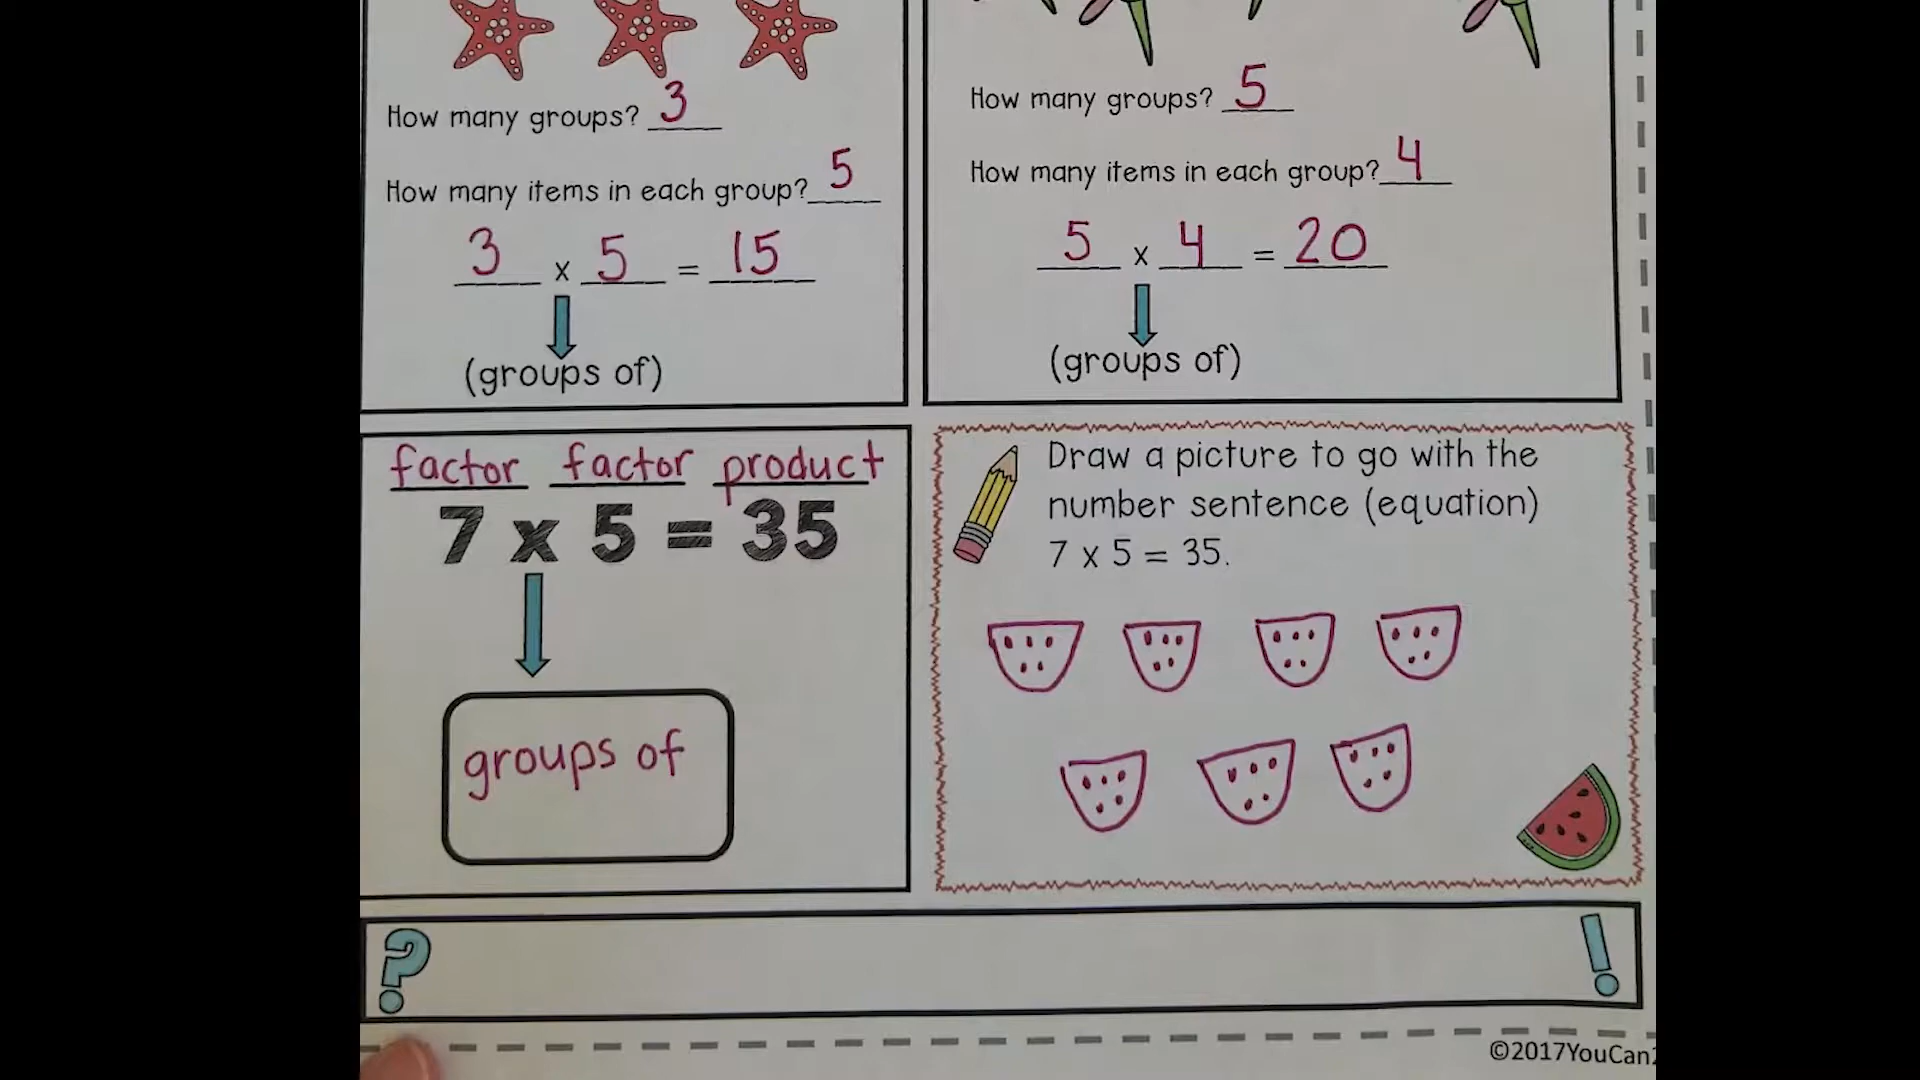 How many groups? 3
How many items in each group? 5
3 x 5 = 15
(groups of)
How many groups? 5
How many items in each group? 4
5 x 4 = 20
(groups of)
factor factor product
7 x 5 = 35
groups of
Draw a picture to go with the
number sentence (equation)
7 x 5 = 35.
?
!
©2017YouCan